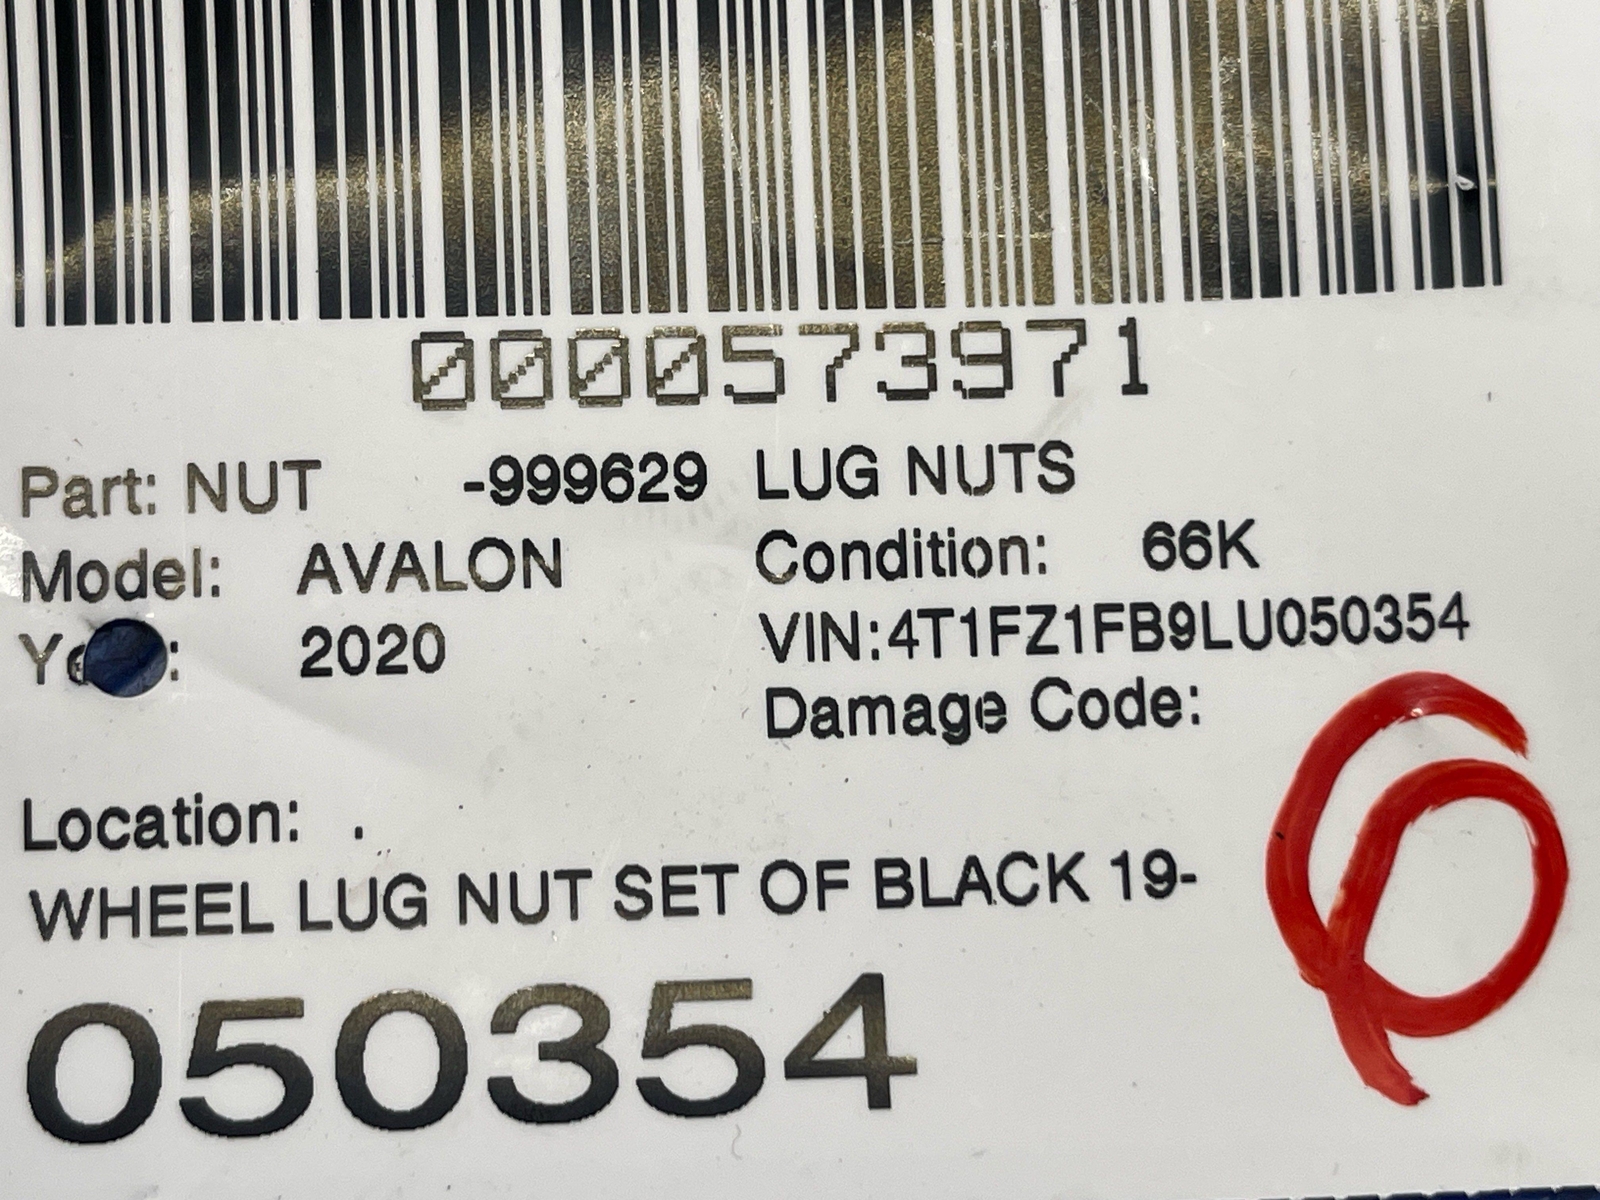 0000573971
Part: NUT -999629 LUG NUTS
Model: AVALON Condition: 66K
2020 VIN:4T1FZ1FB9LU050354
Damage Code:
Location: .
WHEEL LUG NUT SET OF BLACK 19-
050354